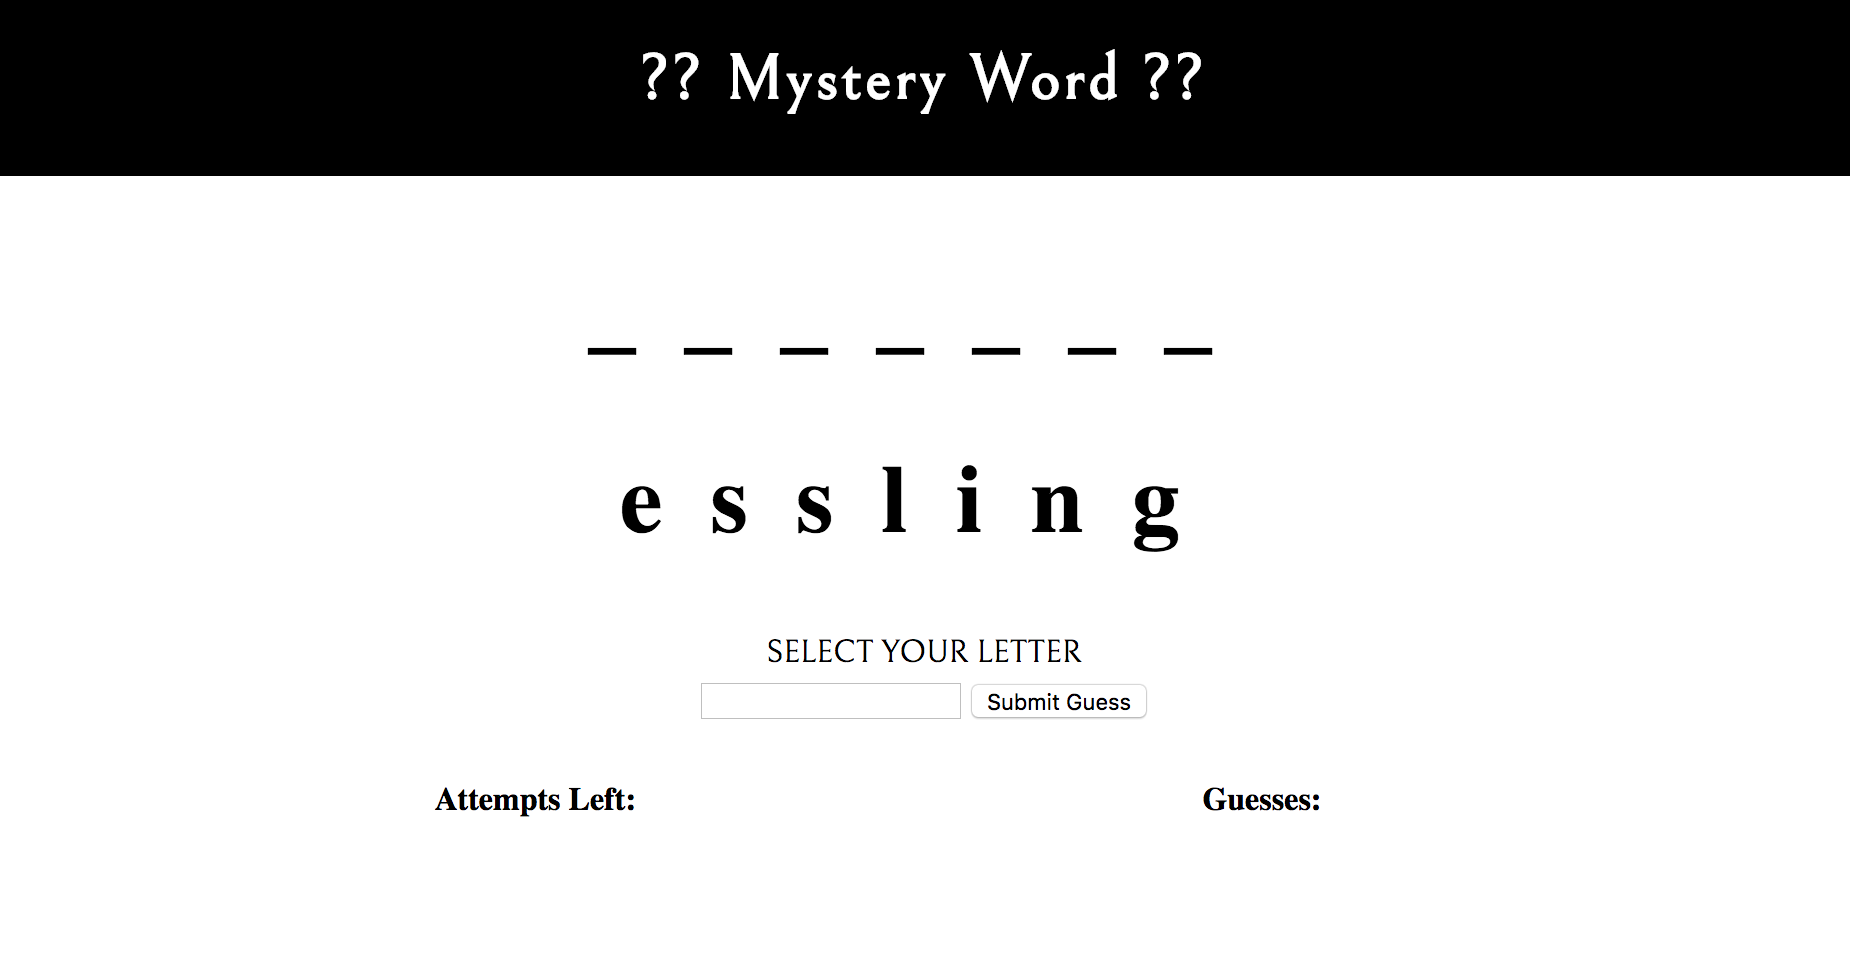 ?? Mystery Word ??
_ _ _ _ _ _ _
e s s l i n g
SELECT YOUR LETTER
Submit Guess
Attempts Left:
Guesses: